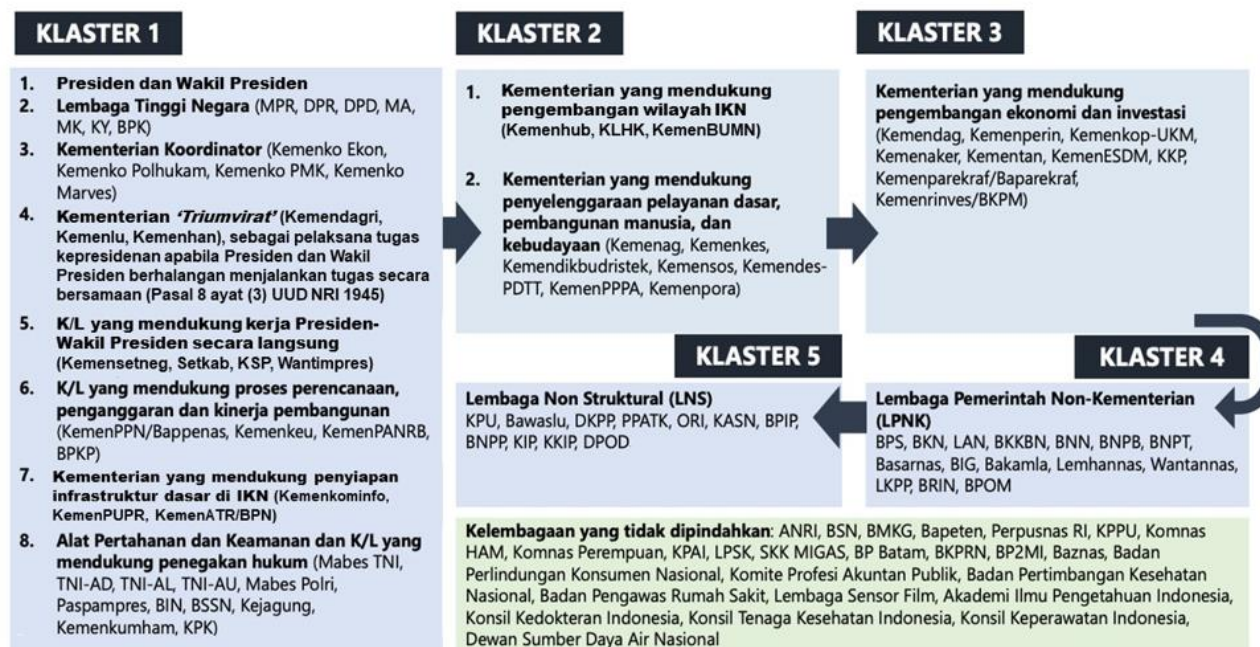 KLASTER 1
1. Presiden dan Wakil Presiden
2. Lembaga Tinggi Negara (MPR, DPR, DPD, MA,
MK, KY, BPK)
3. Kementerian Koordinator (Kemenko Ekon,
Kemenko Polhukam, Kemenko PMK, Kemenko
Marves)
4. Kementerian 'Triumvirat' (Kemendagri,
Kemenlu, Kemenhan), sebagai pelaksana tugas
kepresidenan apabila Presiden dan Wakil
Presiden berhalangan menjalankan tugas secara
bersamaan (Pasal 8 ayat (3) UUD NRI 1945)
5. K/L yang mendukung kerja Presiden-
Wakil Presiden secara langsung
(Kemensetneg, Setkab, KSP, Wantimpres)
6. K/L yang mendukung proses perencanaan,
penganggaran dan kinerja pembangunan
(KemenPPN/Bappenas, Kemenkeu, KemenPANRB,
BPKP)
7. Kementerian yang mendukung penyiapan
infrastruktur dasar di IKN (Kemenkominfo,
KemenPUPR, KemenATR/BPN)
8. Alat Pertahanan dan Keamanan dan K/L yang
mendukung penegakan hukum (Mabes TNI,
TNI-AD, TNI-AL, TNI-AU, Mabes Polri,
Paspampres, BIN, BSSN, Kejagung,
Kemenkumham, KPK)
KLASTER 2
1. Kementerian yang mendukung
pengembangan wilayah IKN
(Kemenhub, KLHK, KemenBUMN)
2. Kementerian yang mendukung
penyelenggaraan pelayanan dasar,
pembangunan manusia, dan
kebudayaan (Kemenag, Kemenkes,
Kemendikbudristek, Kemensos, Kemendes-
PDTT, KemenPPPA, Kemenpora)
KLASTER 3
Kementerian yang mendukung
pengembangan ekonomi dan investasi
(Kemendag, Kemenperin, Kemenkop-UKM,
Kemenaker, Kementan, KemenESDM, KKP,
Kemenparekraf/Baparekraf,
Kemenrinves/BKPM)
KLASTER 4
Lembaga Pemerintah Non-Kementerian
(LPNK)
BPS, BKN, LAN, BKKBN, BNN, BNPB, BNPT,
Basarnas, BIG, Bakamla, Lemhannas, Wantannas,
LKPP, BRIN, BPOM
KLASTER 5
Lembaga Non Struktural (LNS)
KPU, Bawaslu, DKPP, PPATK, ORI, KASN, BPIP,
BNPP, KIP, KKIP, DPOD
Kelembagaan yang tidak dipindahkan: ANRI, BSN, BMKG, Bapeten, Perpusnas RI, KPPU, Komnas
HAM, Komnas Perempuan, KPAI, LPSK, SKK MIGAS, BP Batam, BKPRN, BP2MI, Baznas, Badan
Perlindungan Konsumen Nasional, Komite Profesi Akuntan Publik, Badan Pertimbangan Kesehatan
Nasional, Badan Pengawas Rumah Sakit, Lembaga Sensor Film, Akademi Ilmu Pengetahuan Indonesia,
Konsil Kedokteran Indonesia, Konsil Tenaga Kesehatan Indonesia, Konsil Keperawatan Indonesia,
Dewan Sumber Daya Air Nasional